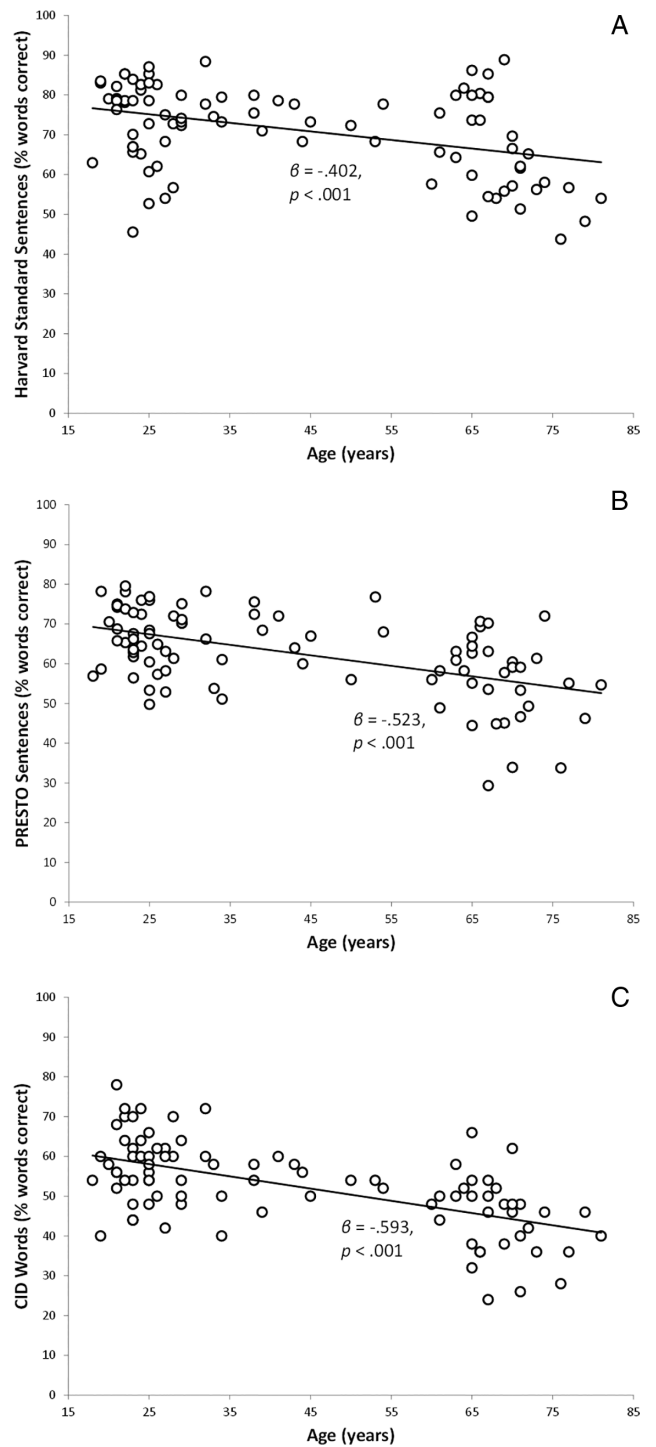 A
100
90
80
70
60
50
40
30
20
10
0
Harvard Standard Sentences (% words correct)
β = -.402,
p < .001
15 25 35 45 55 65 75 85
Age (years)
B
100
90
80
70
60
50
40
30
20
10
0
PRESTO Sentences (% words correct)
β = -.523,
p < .001
15 25 35 45 55 65 75 85
Age (years)
C
100
90
80
70
60
50
40
30
20
10
0
CID Words (% words correct)
β = -.593,
p < .001
15 25 35 45 55 65 75 85
Age (years)